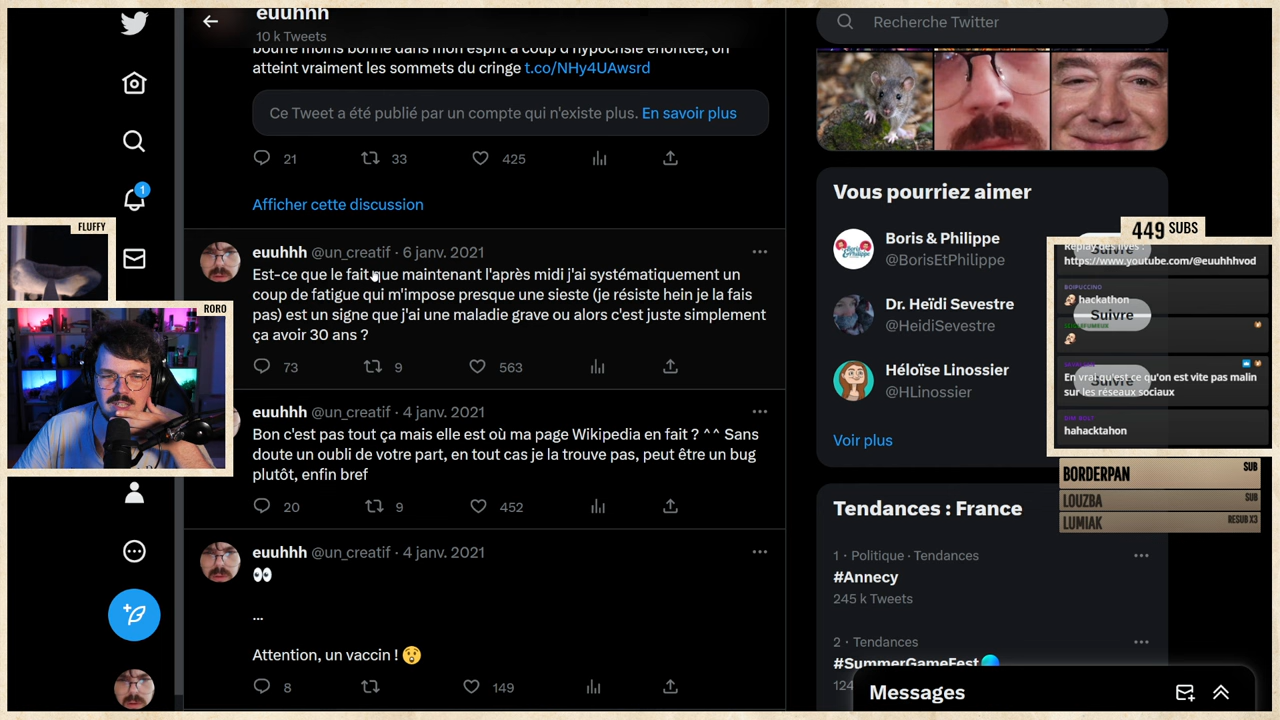 euuhhh
10 k Tweets
bouffe moins bonne dans mon esprit à coup d'hypocrisie éhontée, on
atteint vraiment les sommets du cringe t.co/NHy4UAwsrd
Ce Tweet a été publié par un compte qui n'existe plus. En savoir plus
21 33 425
Afficher cette discussion
euuhhh @un_creatif · 6 janv. 2021
Est-ce que le fait que maintenant l'après midi j'ai systématiquement un
coup de fatigue qui m'impose presque une sieste (je résiste hein je la fais
pas) est un signe que j'ai une maladie grave ou alors c'est juste simplement
ça avoir 30 ans ?
73 9 563
euuhhh @un_creatif · 4 janv. 2021
Bon c'est pas tout ça mais elle est où ma page Wikipedia en fait ? ^^ Sans
doute un oubli de votre part, en tout cas je la trouve pas, peut être un bug
plutôt, enfin bref
20 9 452
euuhhh @un_creatif · 4 janv. 2021
👀
...
Attention, un vaccin ! 😲
8 149
1
FLUFFY
RORO
Recherche Twitter
Vous pourriez aimer
Boris & Philippe
@BorisEtPhilippe
Suivre
Dr. Heïdi Sevestre
@HeidiSevestre
Suivre
Héloïse Linossier
@HLinossier
Suivre
Voir plus
Tendances : France
1 · Politique · Tendances
#Annecy
245 k Tweets
2 · Tendances
#SummerGameFest
124
Messages
449 SUBS
Replay des lives :
https://www.youtube.com/@euuhhhvod
BOIPUCCINO
hackathon
En vrai qu'est ce qu'on est vite pas malin
sur les réseaux sociaux
hahacktahon
BORDERPAN SUB
LOUZBA SUB
LUMIAK RESUB X3